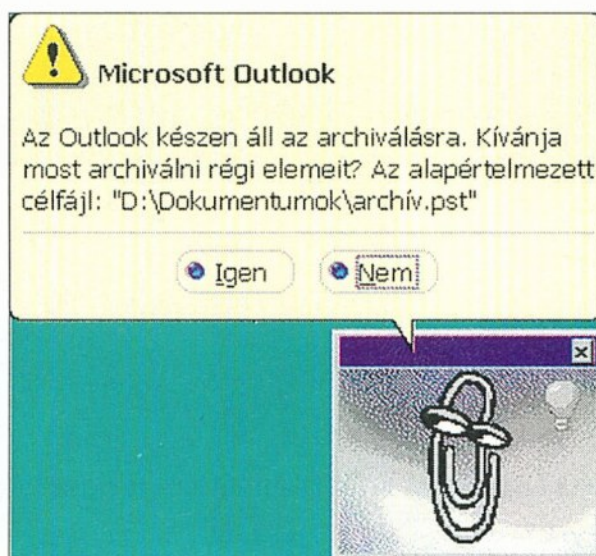 Microsoft Outlook
Az Outlook készen áll az archiválásra. Kívánja
most archiválni régi elemeit? Az alapértelmezett
célfájl: "D:\Dokumentumok\archív.pst"
Igen
Nem